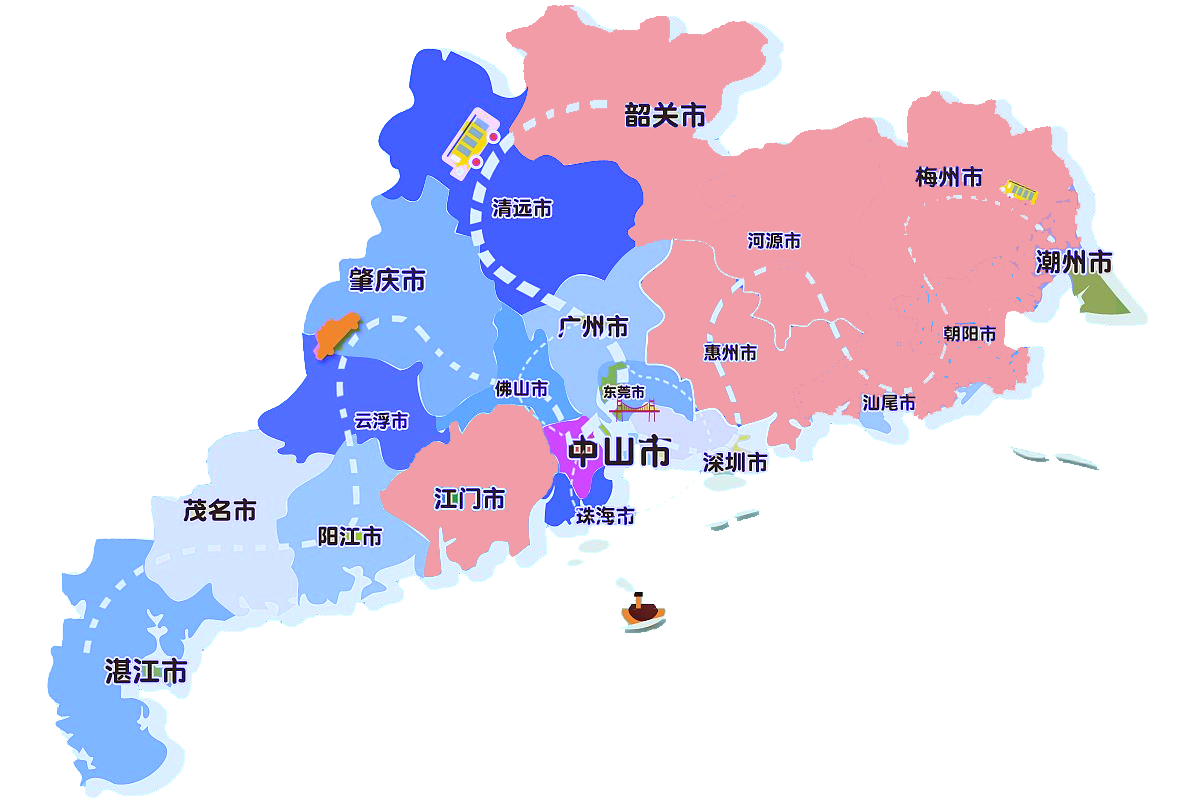 韶关市
梅州市
清远市
河源市
潮州市
肇庆市
广州市
朝阳市
惠州市
佛山市
东莞市
汕尾市
云浮市
中山市
深圳市
江门市
茂名市
珠海市
阳江市
湛江市